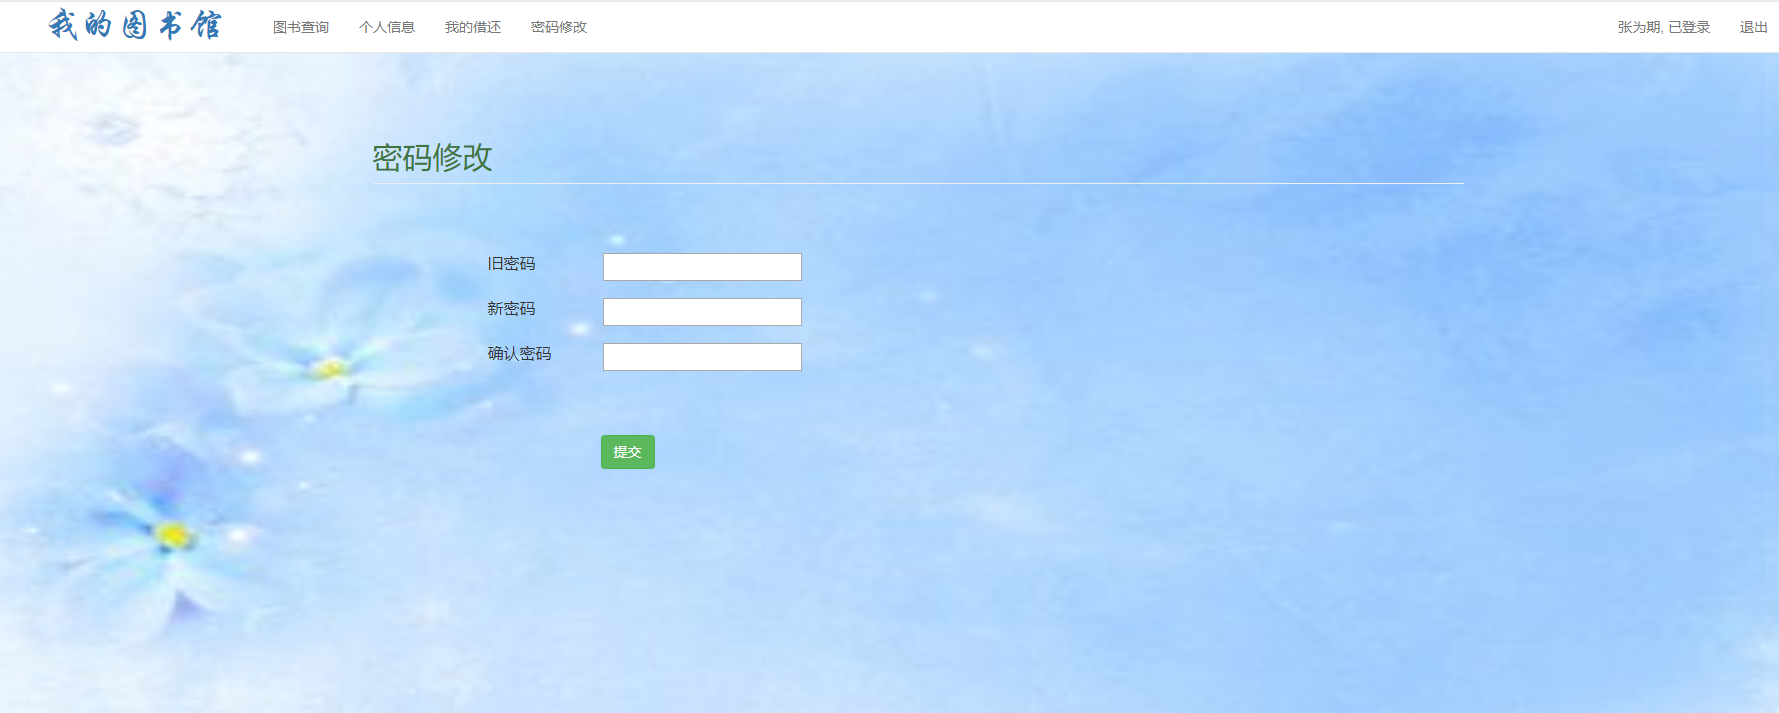 我的图书馆 图书查询 个人信息 我的借还 密码修改 张为期, 已登录 退出
密码修改
旧密码
新密码
确认密码
提交